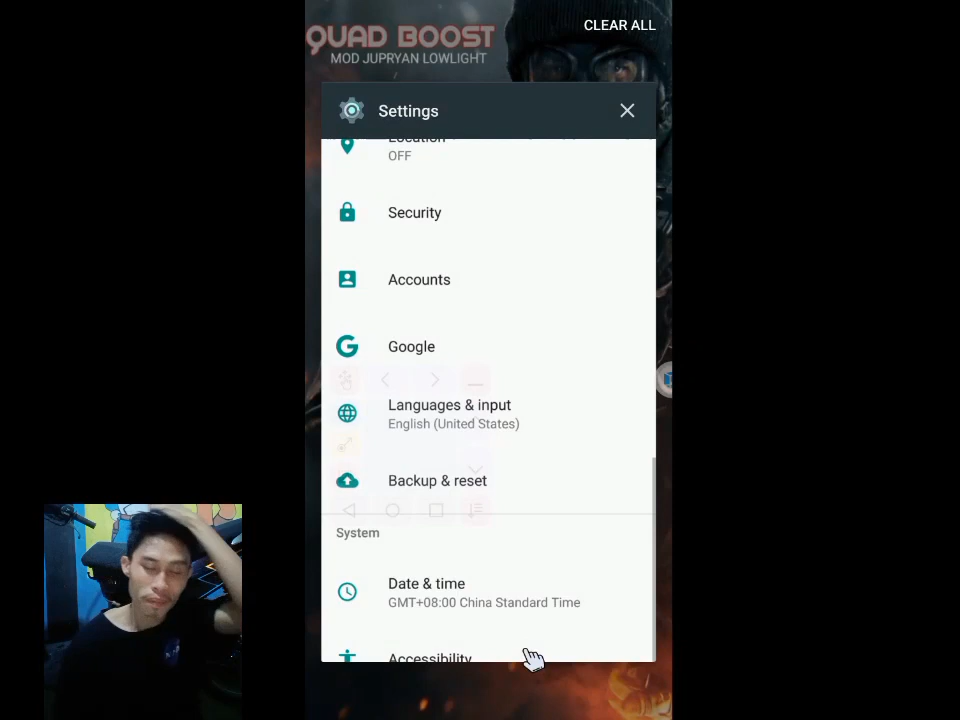 CLEAR ALL
QUAD BOOST
MOD JUPRYAN LOWLIGHT
Settings
Location
OFF
Security
Accounts
Google
Languages & input
English (United States)
Backup & reset
System
Date & time
GMT+08:00 China Standard Time
Accessibility